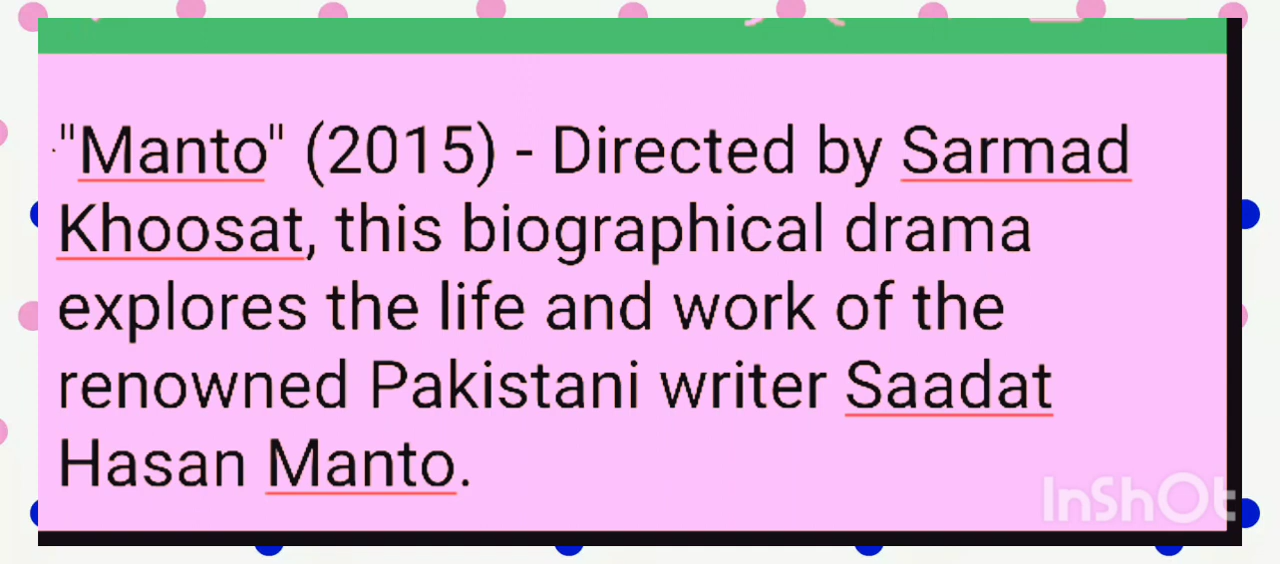 "Manto" (2015) - Directed by Sarmad
Khoosat, this biographical drama
explores the life and work of the
renowned Pakistani writer Saadat
Hasan Manto.
InShOt